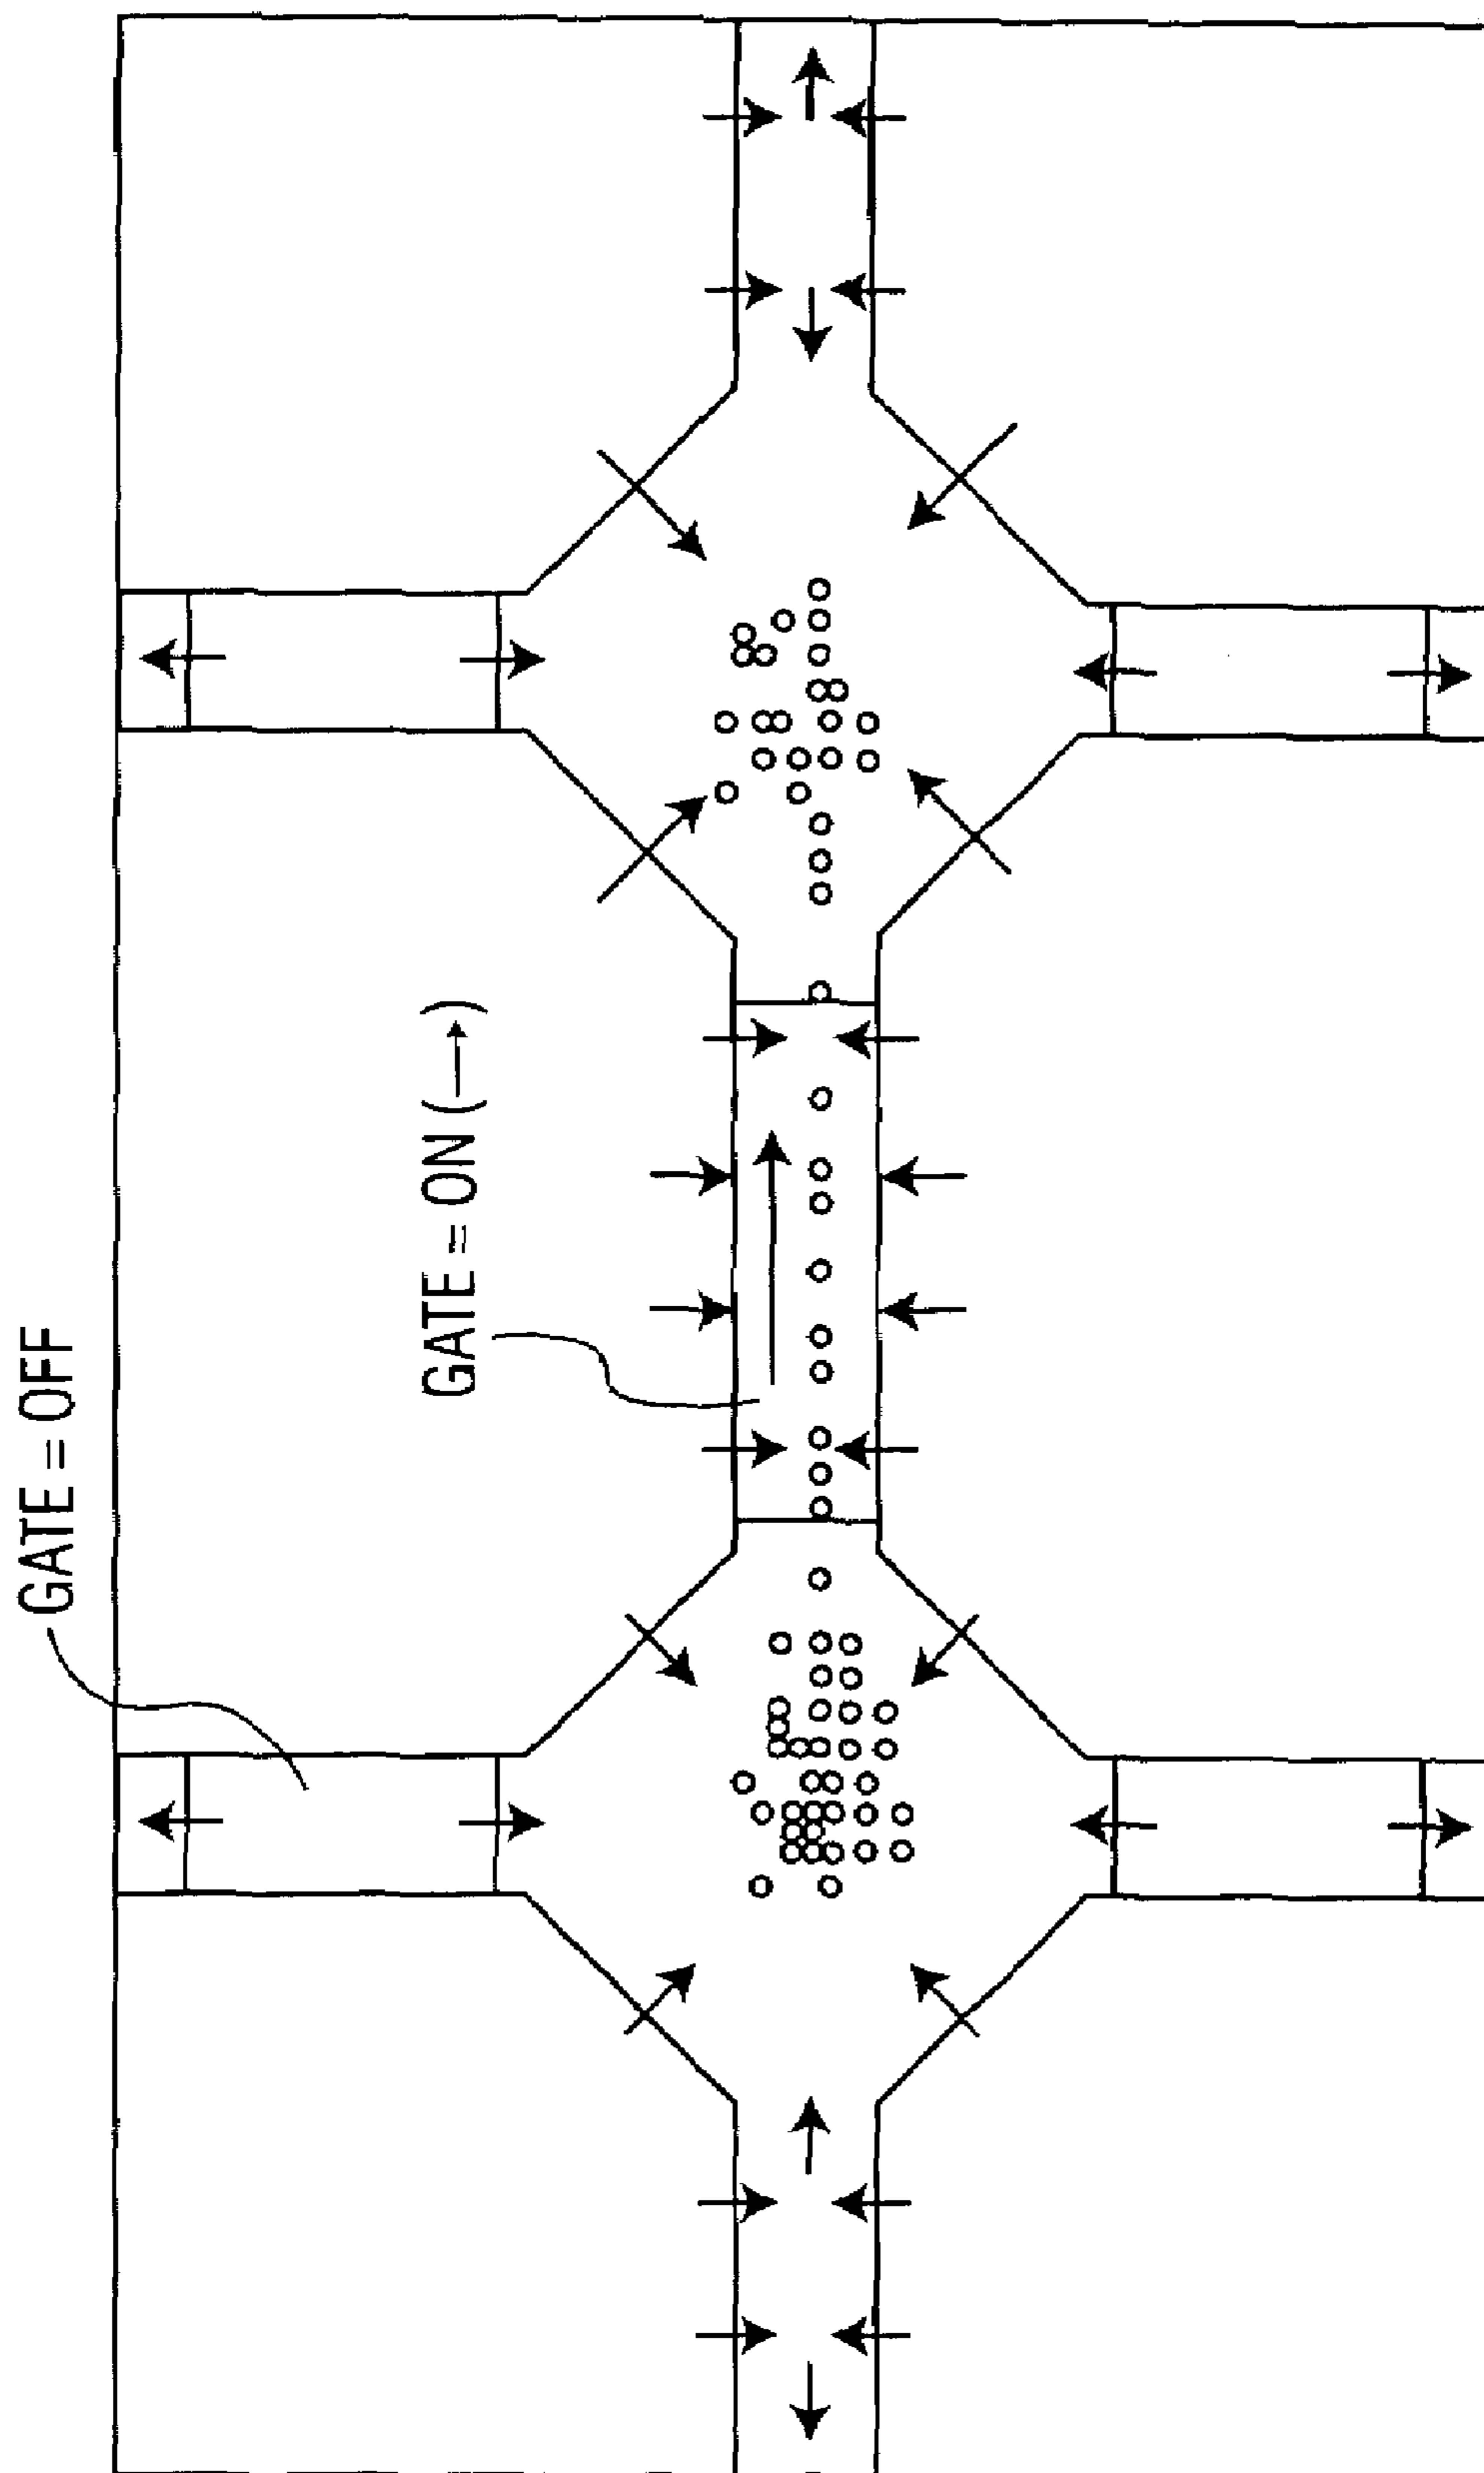 GATE = OFF
GATE = ON (→)